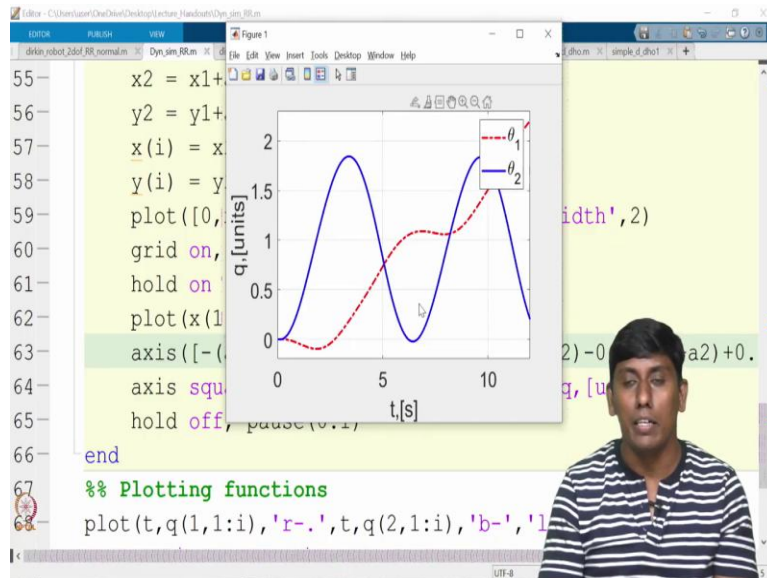 Editor - C:\Users\user\OneDrive\Desktop\Lecture_Handouts\Dyn_sim_RR.m
EDITOR PUBLISH VIEW
dirkin_robot_2dof_RR_normal.m Dyn_sim_RR.m d_dho.m simple_d_dho1
Figure 1
File Edit View Insert Tools Desktop Window Help
55 x2 = x1+
56 y2 = y1+
57 x(i) = x
58 y(i) = y
59 plot([0, idth',2)
60 grid on,
61 hold on
62 plot(x(1
63 axis([-( 2)-0 a2)+0.
64 axis squ q,[u
65 hold off, pause(0.1)
66 end
67 %% Plotting functions
68 plot(t,q(1,1:i),'r-.',t,q(2,1:i),'b-','l
q,[units]
2
1.5
1
0.5
0
0 5 10
t,[s]
θ1
θ2
UTF-8